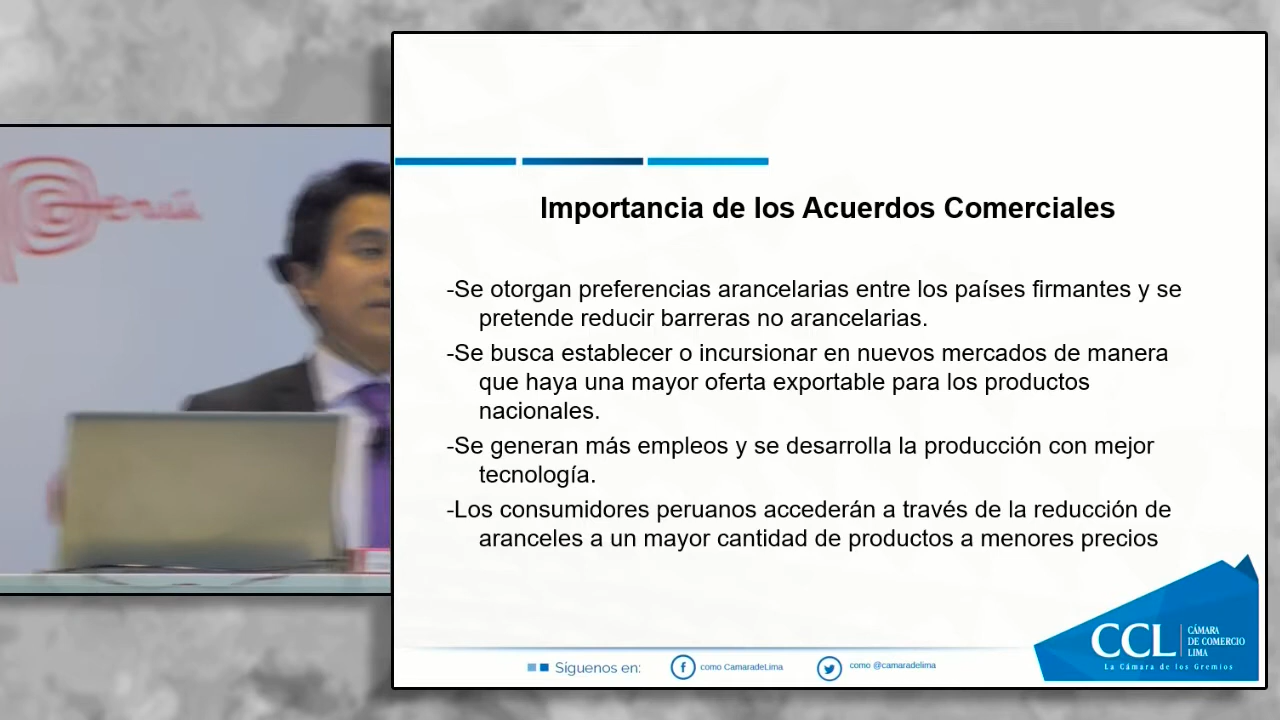 Perú
Importancia de los Acuerdos Comerciales
-Se otorgan preferencias arancelarias entre los países firmantes y se
pretende reducir barreras no arancelarias.
-Se busca establecer o incursionar en nuevos mercados de manera
que haya una mayor oferta exportable para los productos
nacionales.
-Se generan más empleos y se desarrolla la producción con mejor
tecnología.
-Los consumidores peruanos accederán a través de la reducción de
aranceles a un mayor cantidad de productos a menores precios
Síguenos en:
como CamaradeLima
como @camaradelima
CCL
CÁMARA
DE COMERCIO
LIMA
La Cámara de los Gremios